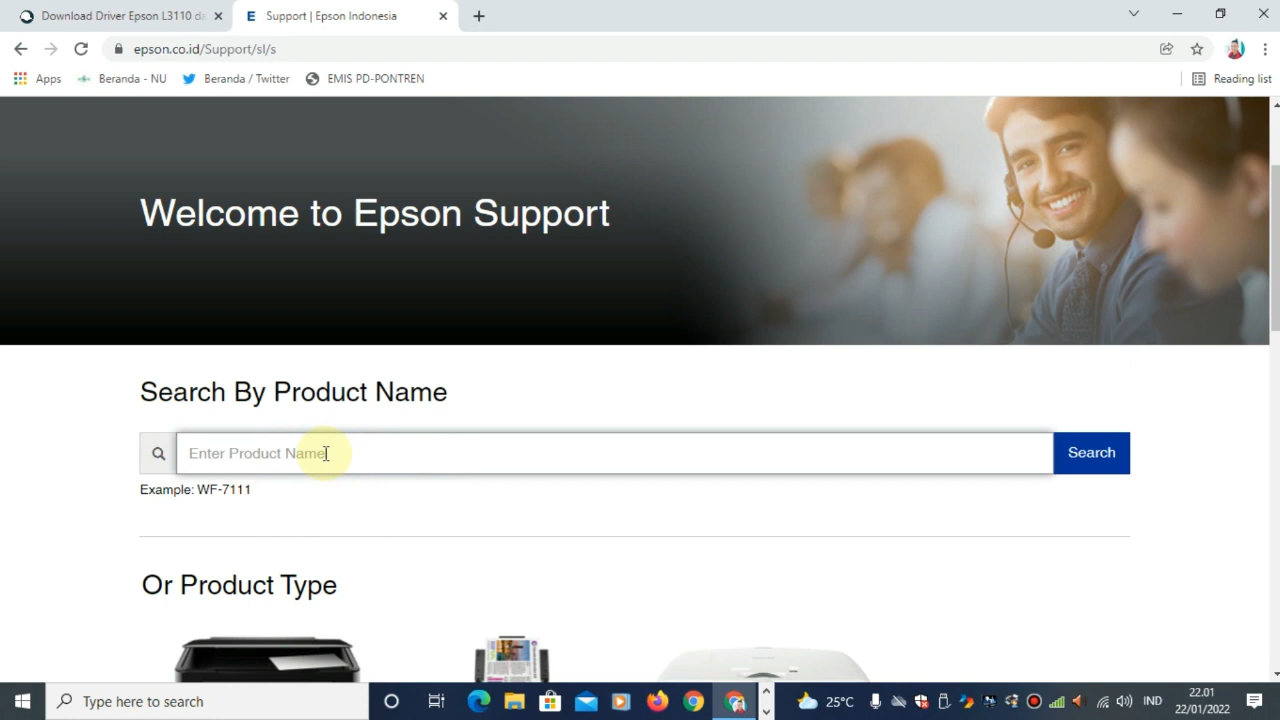 Download Driver Epson L3110 da
E Support | Epson Indonesia
epson.co.id/Support/sl/s
Apps
Beranda - NU
Beranda / Twitter
EMIS PD-PONTREN
Reading list
Welcome to Epson Support
Search By Product Name
Enter Product Name
Search
Example: WF-7111
Or Product Type
Type here to search
25°C
IND
22.01
22/01/2022